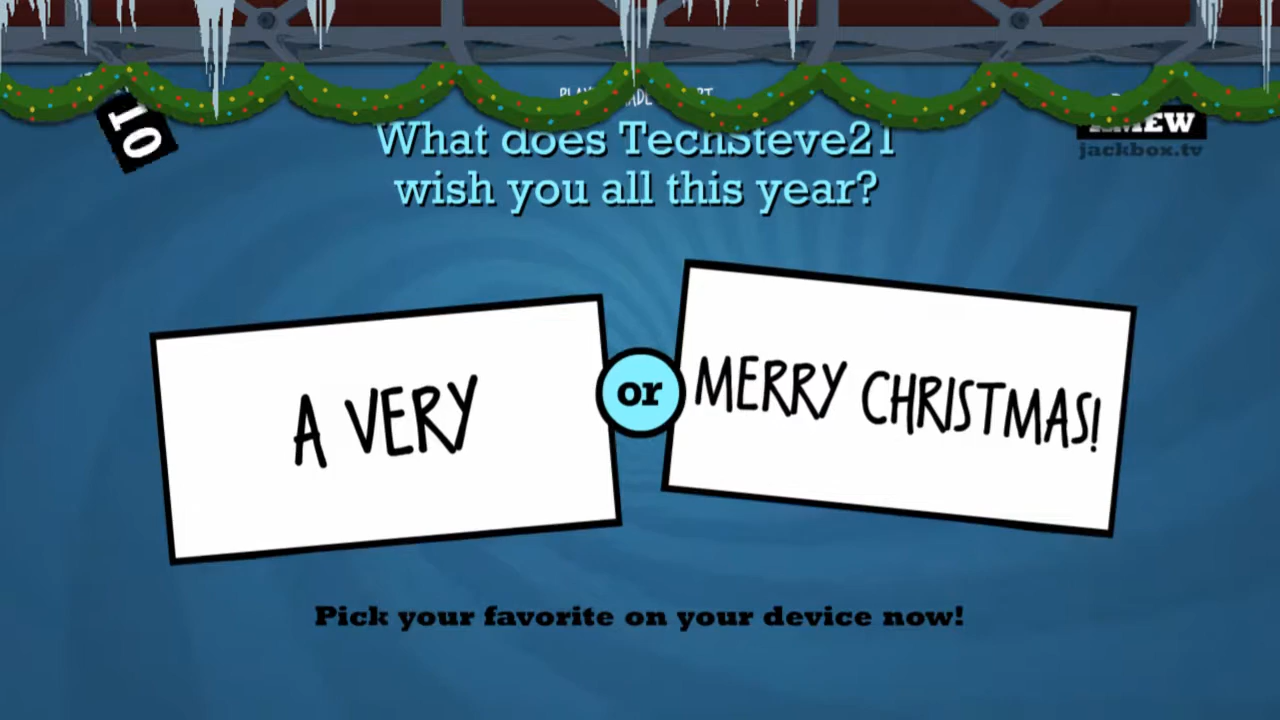 10
What does TechSteve21
wish you all this year?
jackbox.tv
A VERY
or
MERRY CHRISTMAS!
Pick your favorite on your device now!